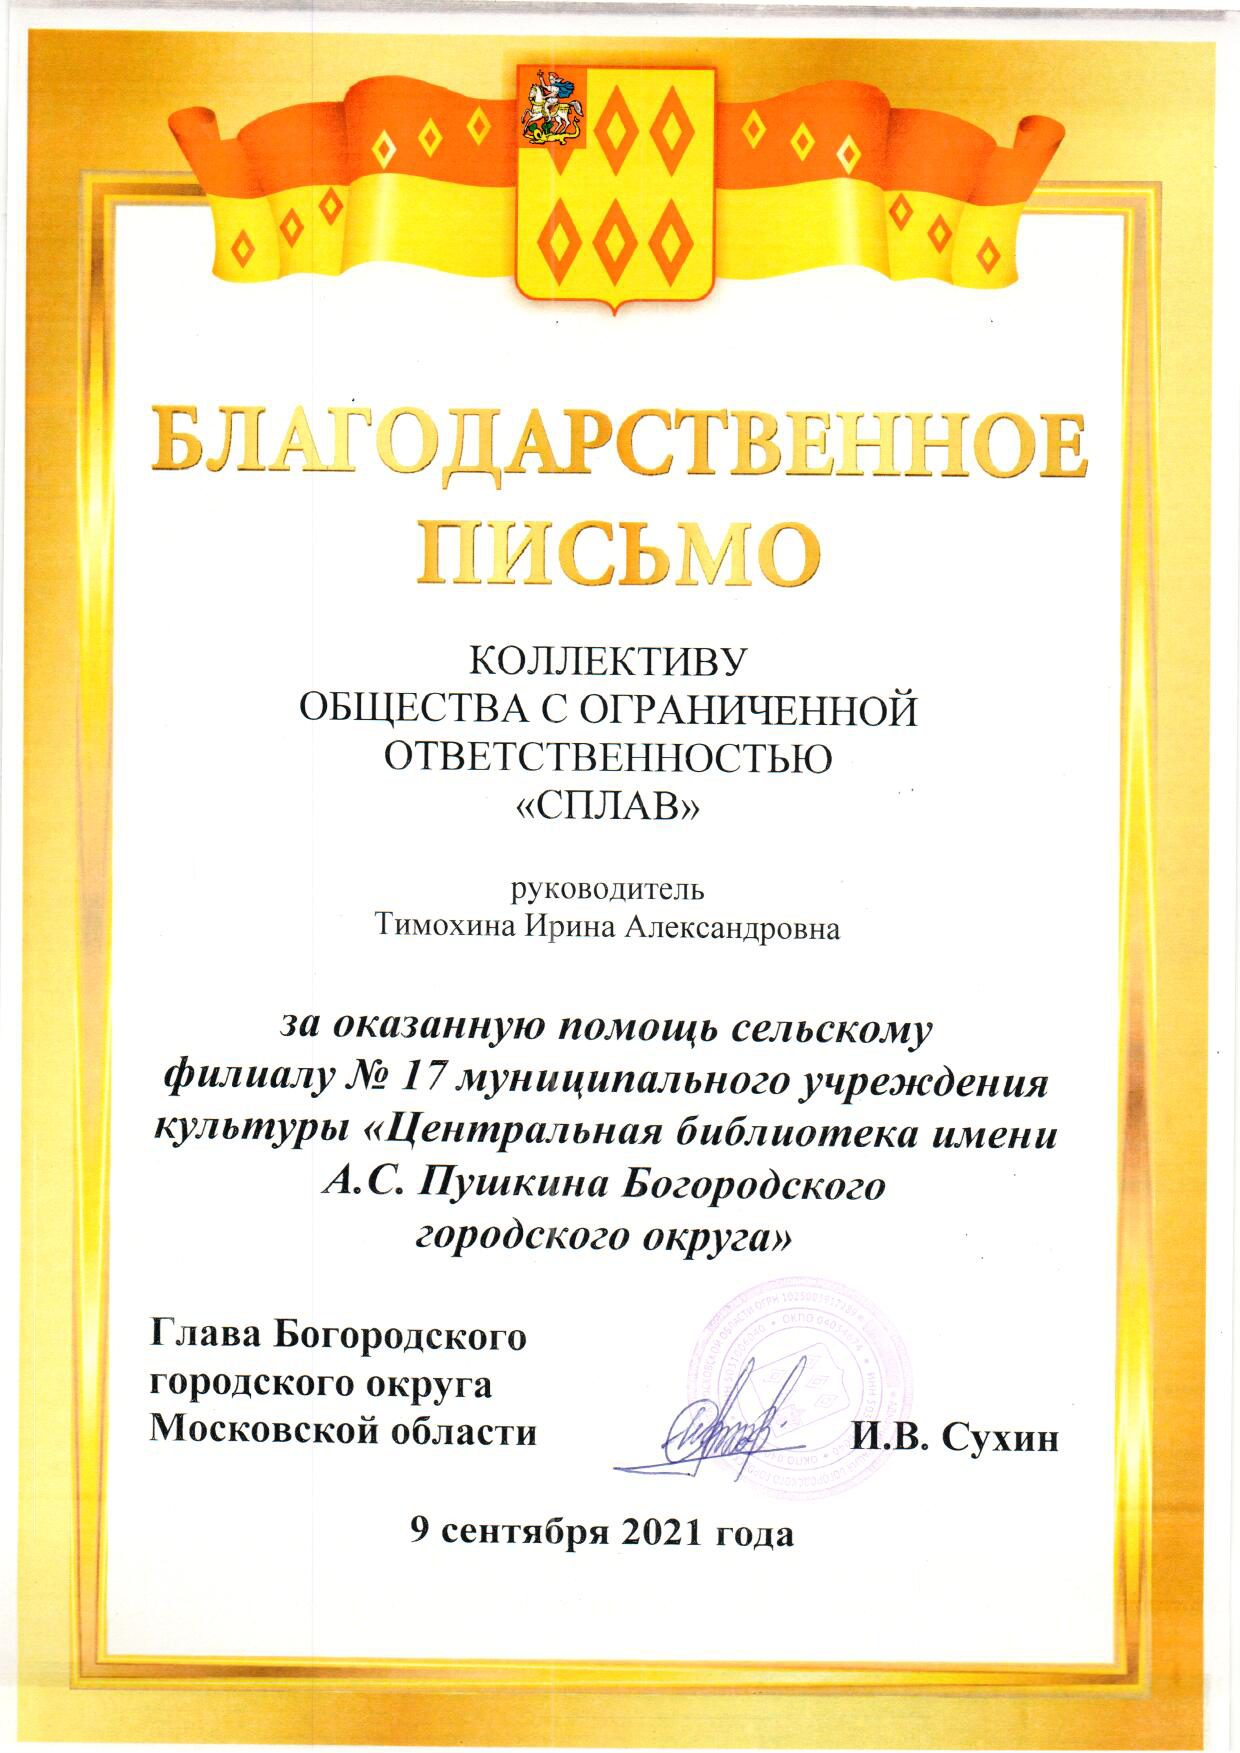 БЛАГОДАРСТВЕННОЕ
ПИСЬМО
КОЛЛЕКТИВУ
ОБЩЕСТВА С ОГРАНИЧЕННОЙ
ОТВЕТСТВЕННОСТЬЮ
«СПЛАВ»
руководитель
Тимохина Ирина Александровна
за оказанную помощь сельскому
филиалу № 17 муниципального учреждения
культуры «Центральная библиотека имени
А.С. Пушкина Богородского
городского округа»
Глава Богородского
городского округа
Московской области
И.В. Сухин
9 сентября 2021 года